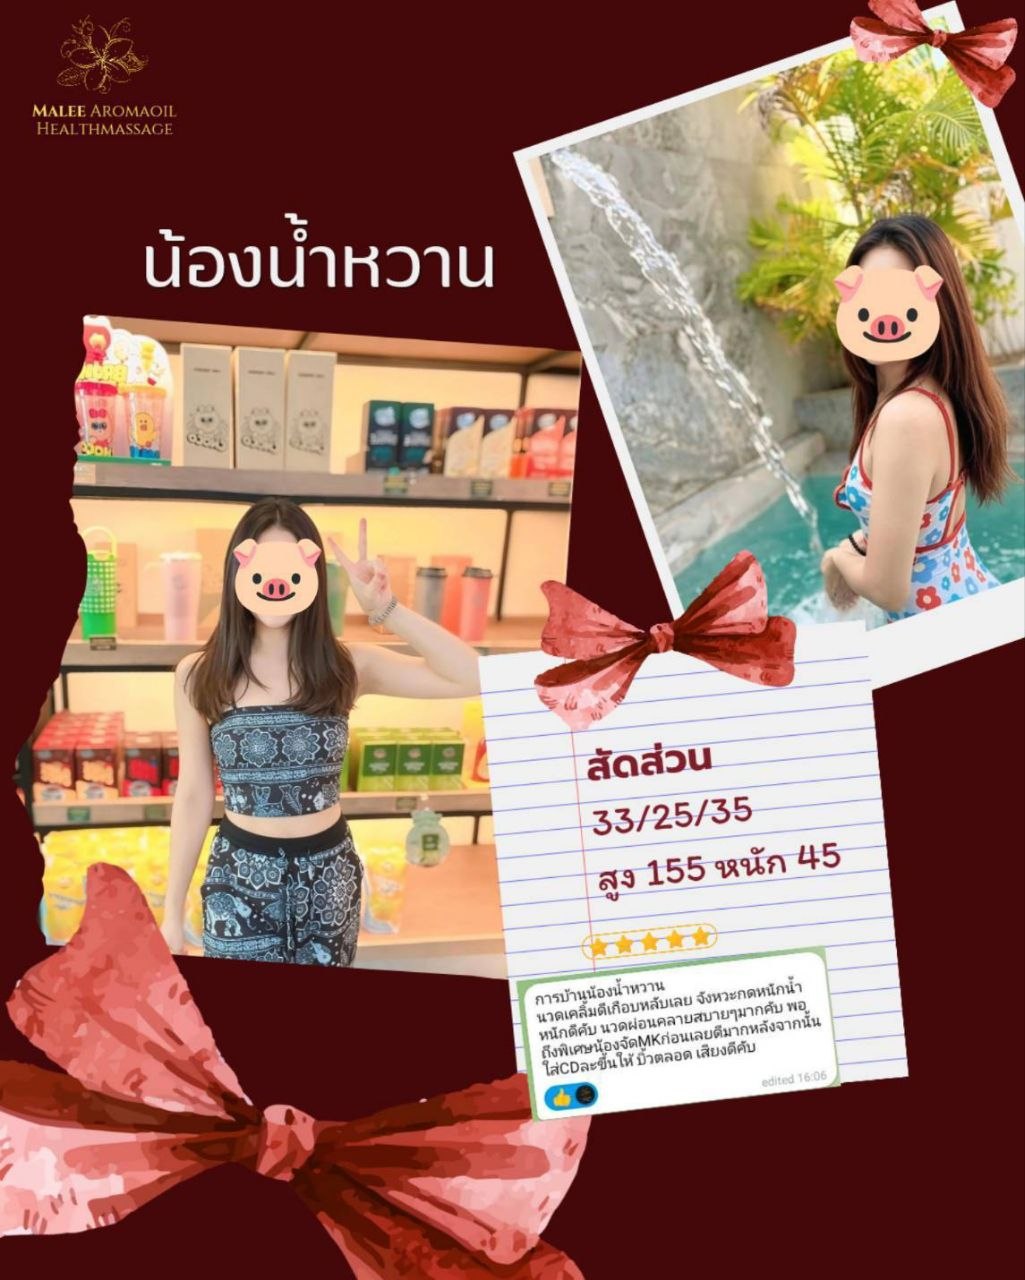 MALEE AROMAOIL
HEALTHMASSAGE
น้องน้ำหวาน
สัดส่วน
33/25/35
สูง 155 หนัก 45
การบ้านน้องน้ำหวาน
นวดเคลิ้มดีเกือบหลับเลย จังหวะกดหนักน้ำ
หนักดีคับ นวดผ่อนคลายสบายๆมากคับ พอ
ถึงพิเศษน้องจัดMKก่อนเลยดีมากหลังจากนั้น
ใส่CDละขึ้นให้ บิ้วตลอด เสียงดีคับ
edited 16:06